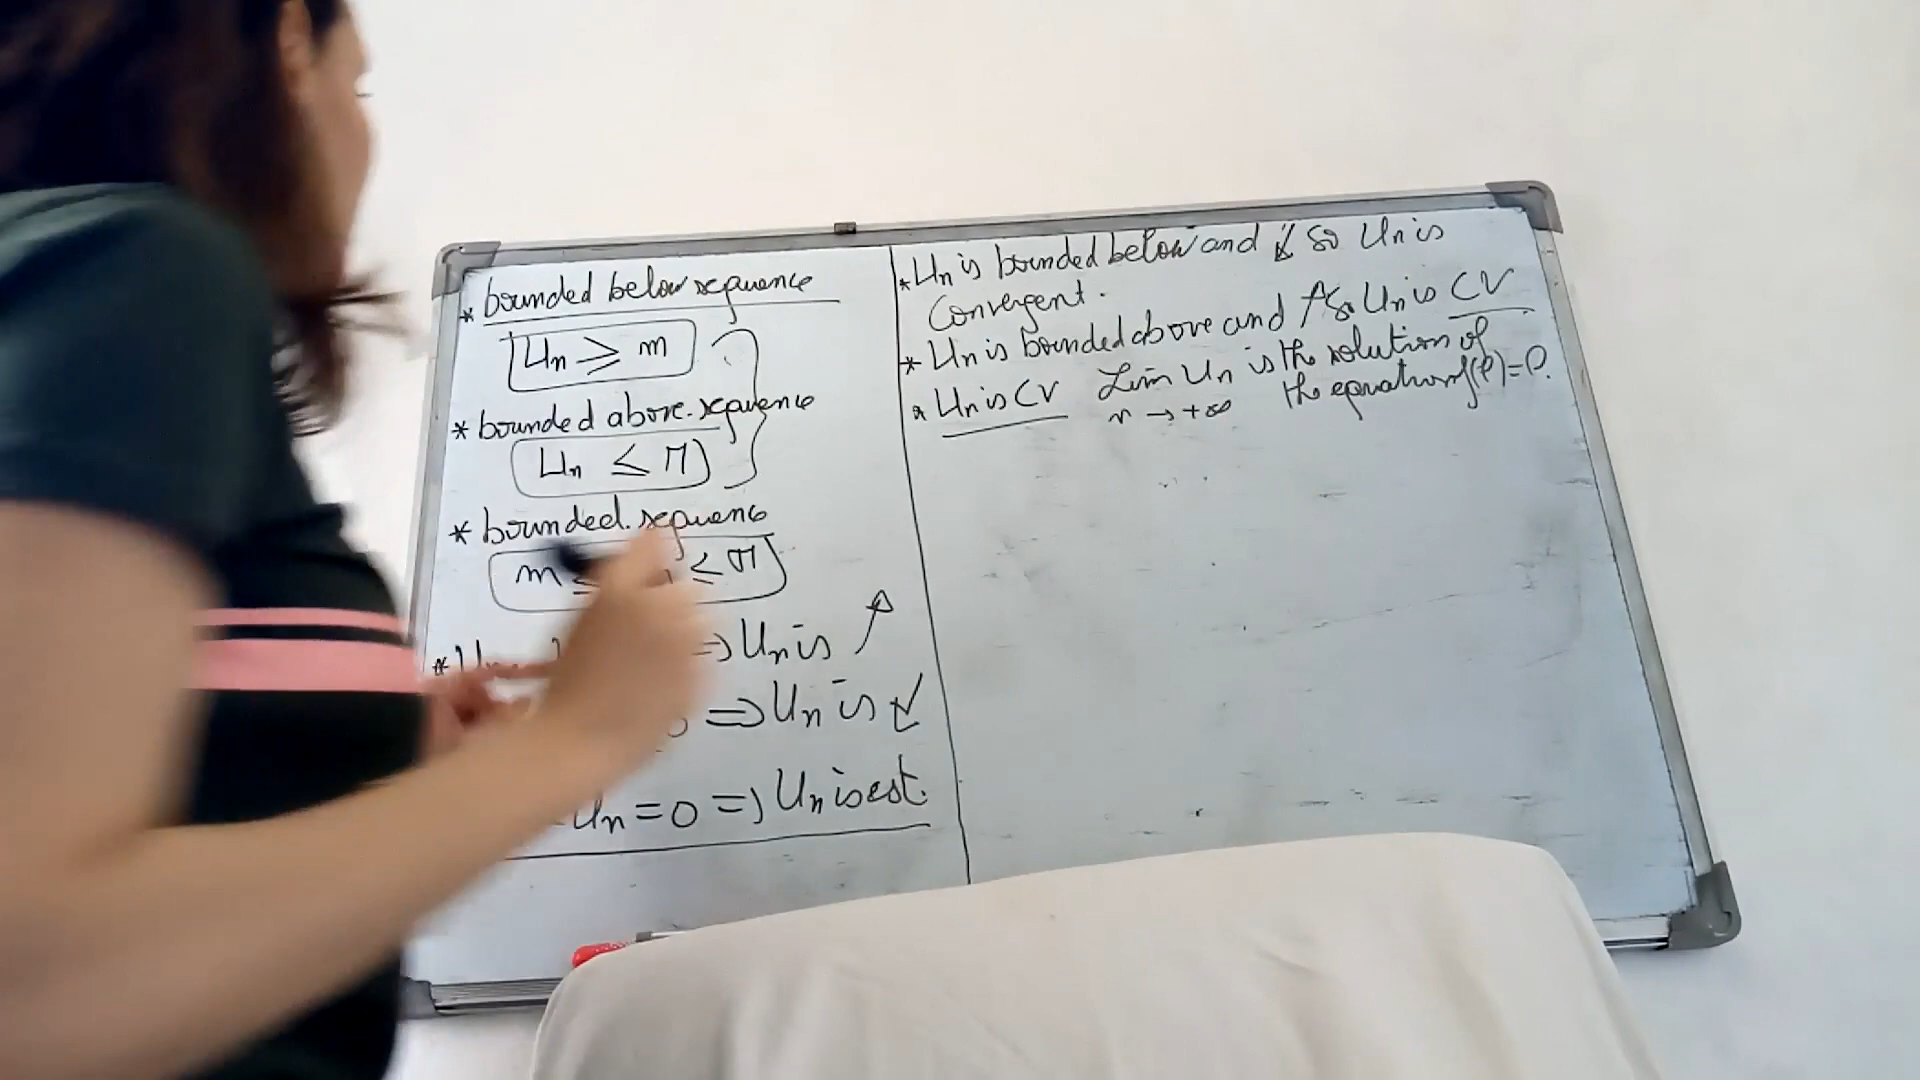 * bounded below sequence
Un ≥ m
* bounded above. sequence
Un ≤ M
* bounded. sequence
m ≤ ≤ M
* Un ⇒ Un is ↗
⇒ Un is ↙
Un = 0 ⇒ Un is cst.
* Un is bounded below and ↙ so Un is
Convergent.
* Un is bounded above and ↗ so Un is CV
* Un is CV Lim Un is the solution of
n → +∞ the equation f(l) = l.